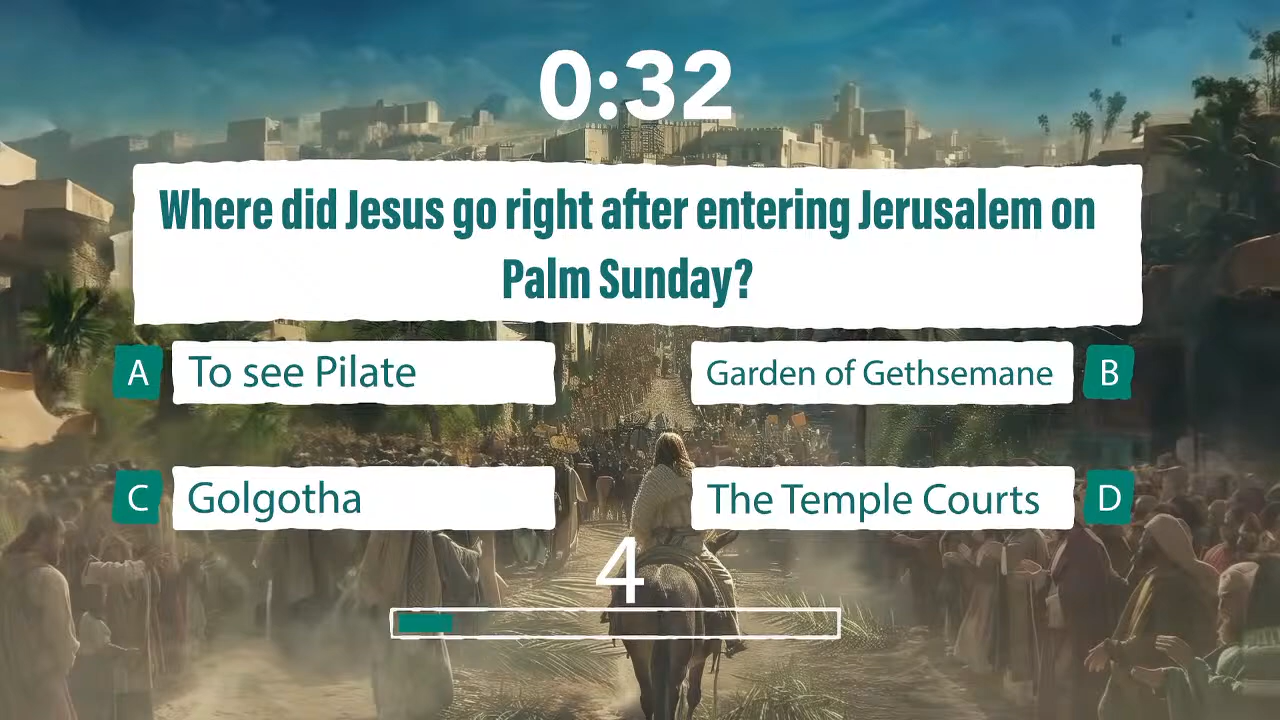 0:32
Where did Jesus go right after entering Jerusalem on
Palm Sunday?
A To see Pilate
Garden of Gethsemane B
C Golgotha
The Temple Courts D
4